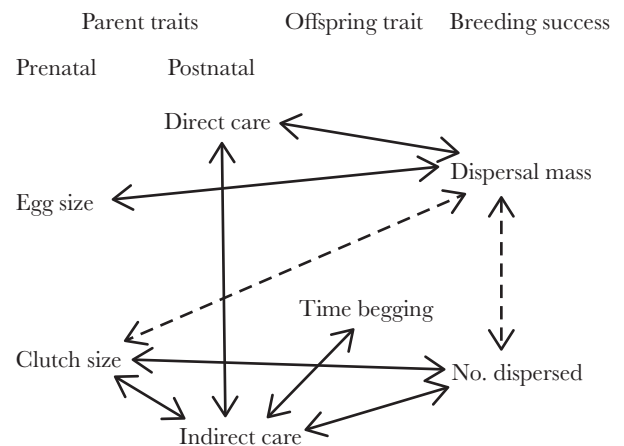 Parent traits Offspring trait Breeding success
Prenatal Postnatal
Direct care
Dispersal mass
Egg size
Time begging
Clutch size
No. dispersed
Indirect care